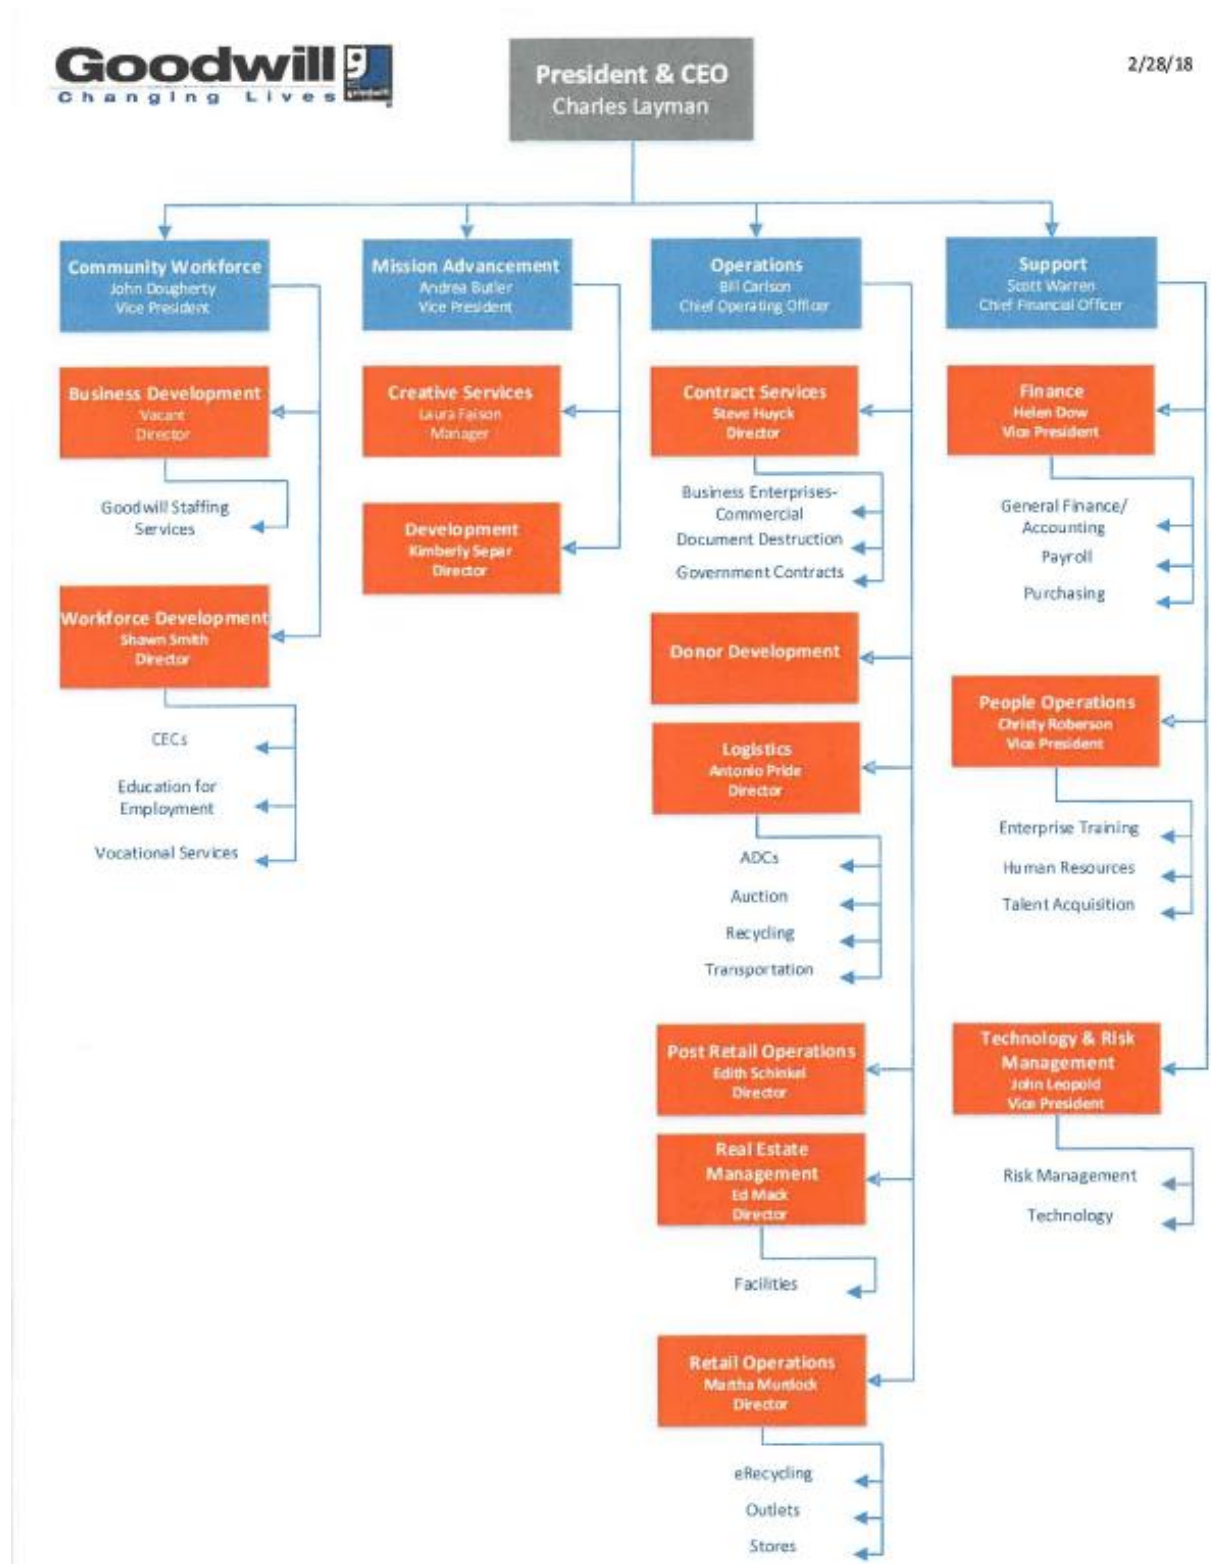 Goodwill
Changing Lives
goodwill
President & CEO
Charles Layman
2/28/18
Community Workforce
John Dougherty
Vice President
Business Development
Vacant
Director
Goodwill Staffing
Services
Workforce Development
Shawn Smith
Director
CECs
Education for
Employment
Vocational Services
Mission Advancement
Andrea Butler
Vice President
Creative Services
Laura Faison
Manager
Development
Kimberly Separ
Director
Operations
Bill Carlson
Chief Operating Officer
Contract Services
Steve Huyck
Director
Business Enterprises-
Commercial
Document Destruction
Government Contracts
Donor Development
Logistics
Antonio Pride
Director
ADCs
Auction
Recycling
Transportation
Post Retail Operations
Edith Schinkel
Director
Real Estate
Management
Ed Mack
Director
Facilities
Retail Operations
Martha Murdock
Director
eRecycling
Outlets
Stores
Support
Scott Warren
Chief Financial Officer
Finance
Helen Dow
Vice President
General Finance/
Accounting
Payroll
Purchasing
People Operations
Christy Roberson
Vice President
Enterprise Training
Human Resources
Talent Acquisition
Technology & Risk
Management
John Leopold
Vice President
Risk Management
Technology